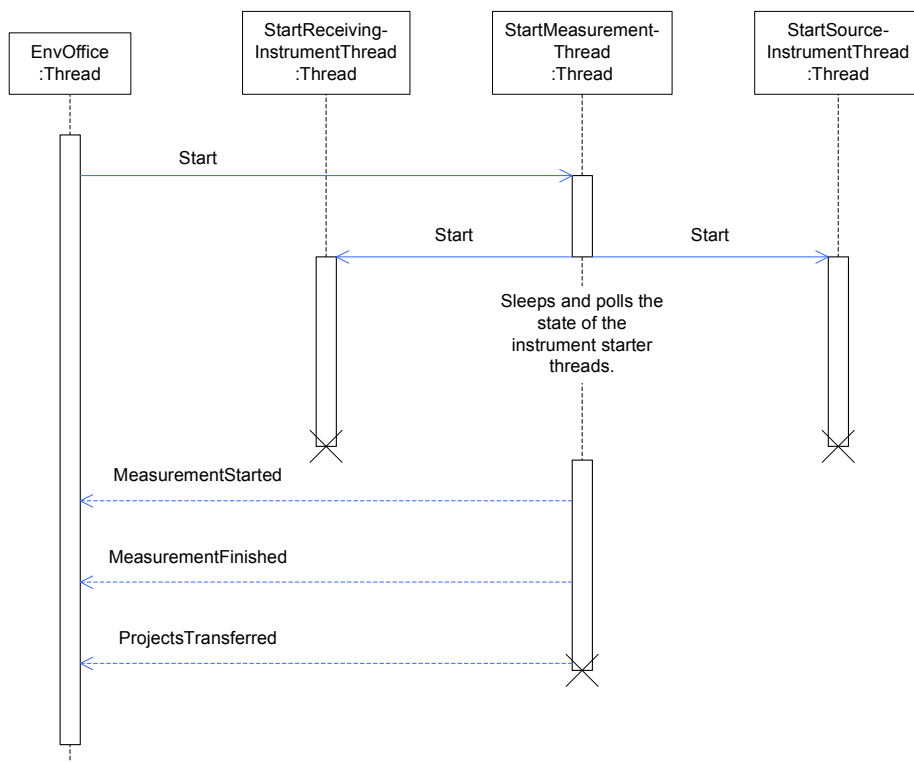 EnvOffice
:Thread
StartReceiving-
InstrumentThread
:Thread
StartMeasurement-
Thread
:Thread
StartSource-
InstrumentThread
:Thread
Start
Start
Start
Sleeps and polls the
state of the
instrument starter
threads.
MeasurementStarted
MeasurementFinished
ProjectsTransferred